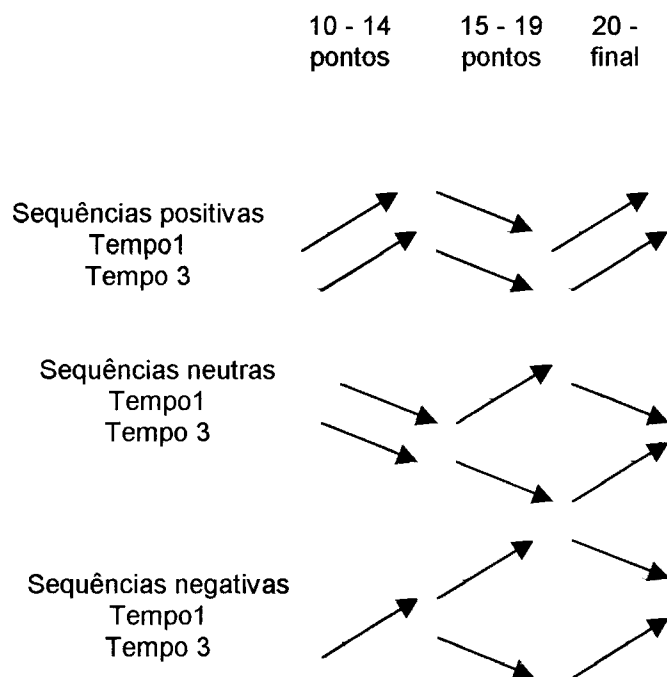 10 - 14 15 - 19 20 -
pontos pontos final
Sequências positivas
Tempo1
Tempo 3
Sequências neutras
Tempo1
Tempo 3
Sequências negativas
Tempo1
Tempo 3